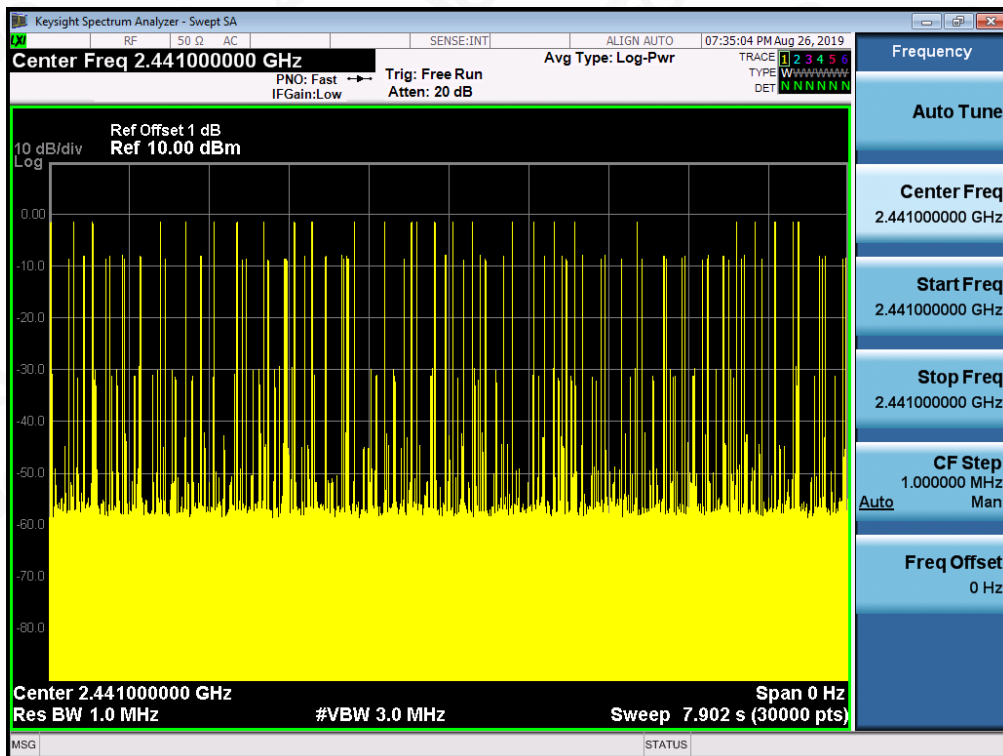 Keysight Spectrum Analyzer - Swept SA
LXI RF 50 Ω AC SENSE:INT ALIGN AUTO 07:35:04 PM Aug 26, 2019
Center Freq 2.441000000 GHz
PNO: Fast
IFGain:Low
Trig: Free Run
Atten: 20 dB
Avg Type: Log-Pwr
TRACE 1 2 3 4 5 6
TYPE W W W W W W
DET N N N N N N
Ref Offset 1 dB
10 dB/div Ref 10.00 dBm
Log
0.00
-10.0
-20.0
-30.0
-40.0
-50.0
-60.0
-70.0
-80.0
Center 2.441000000 GHz Span 0 Hz
Res BW 1.0 MHz #VBW 3.0 MHz Sweep 7.902 s (30000 pts)
MSG STATUS
Frequency
Auto Tune
Center Freq
2.441000000 GHz
Start Freq
2.441000000 GHz
Stop Freq
2.441000000 GHz
CF Step
1.000000 MHz
Auto Man
Freq Offset
0 Hz